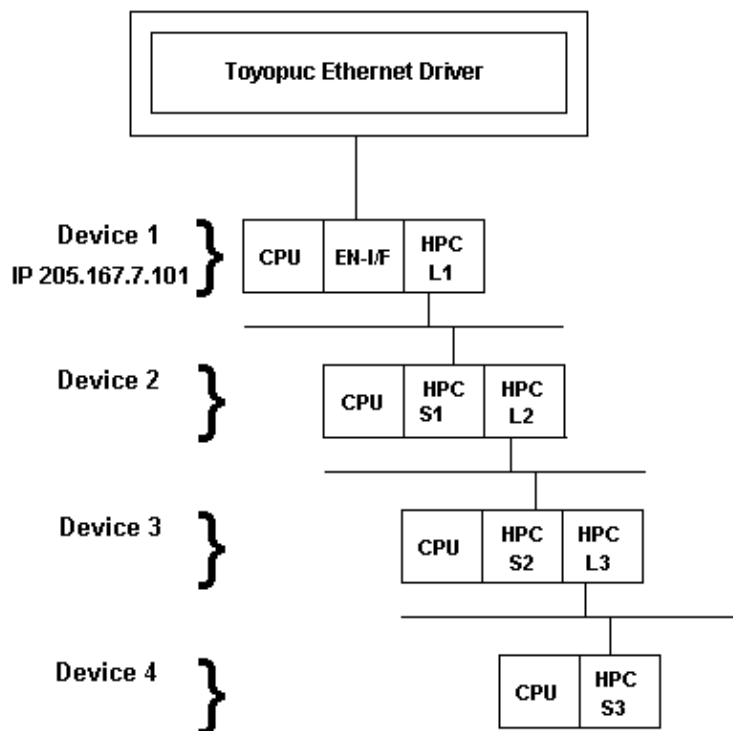 Toyopuc Ethernet Driver
Device 1
IP 205.167.7.101
CPU
EN-I/F
HPC
L1
Device 2
CPU
HPC
S1
HPC
L2
Device 3
CPU
HPC
S2
HPC
L3
Device 4
CPU
HPC
S3